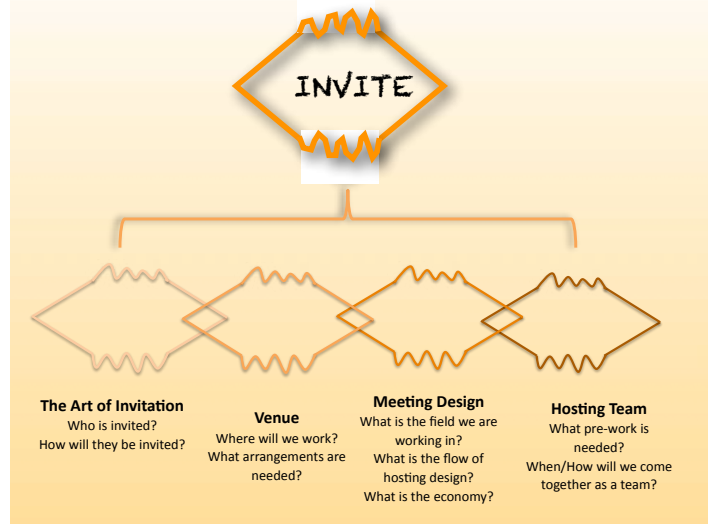 INVITE
The Art of Invitation
Who is invited?
How will they be invited?
Venue
Where will we work?
What arrangements are
needed?
Meeting Design
What is the field we are
working in?
What is the flow of
hosting design?
What is the economy?
Hosting Team
What pre-work is
needed?
When/How will we come
together as a team?